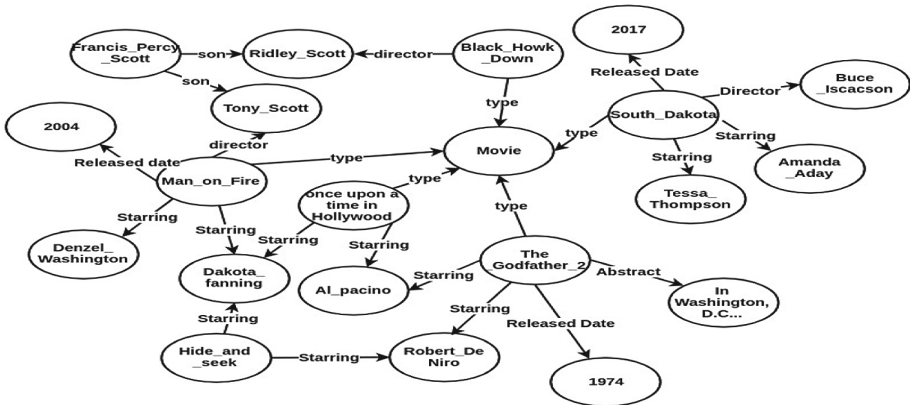 2017
Francis_Percy
_Scott
son
Ridley_Scott
director
Black_Howk
_Down
Released Date
Buce
_Iscacson
Director
son
Tony_Scott
type
South_Dakota
2004
type
Starring
director
Movie
Released date
type
Starring
Amanda
_Aday
Man_on_Fire
type
once upon a
time in
Hollywood
Tessa_
Thompson
type
Starring
Starring
Starring
Denzel_
Washington
Starring
The
_Godfather_2
Abstract
Dakota_
fanning
Starring
Al_pacino
In
Washington,
D.C...
Starring
Starring
Released Date
Hide_and
_seek
Starring
Robert_De
Niro
1974